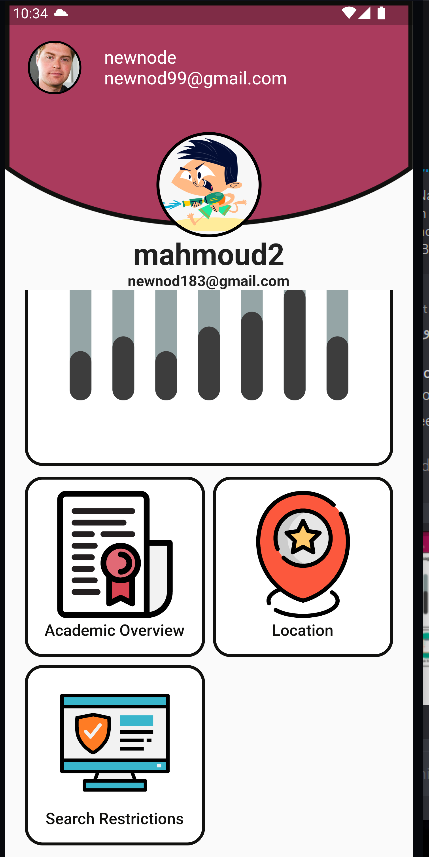 10:34
newnode
newnod99@gmail.com
mahmoud2
newnod183@gmail.com
Academic Overview
Location
Search Restrictions